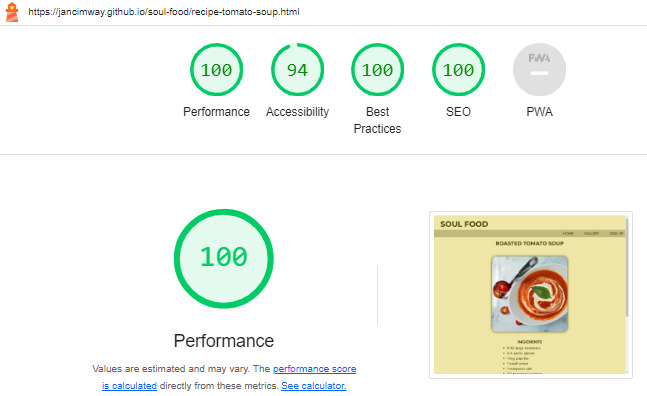 https://jancimway.github.io/soul-food/recipe-tomato-soup.html
100
94
100
100
PWA
Performance
Accessibility
Best
Practices
SEO
PWA
100
Performance
Values are estimated and may vary. The performance score
is calculated directly from these metrics. See calculator.
SOUL FOOD
HOME GALLERY SIGN UP
ROASTED TOMATO SOUP
INGREDIENTS